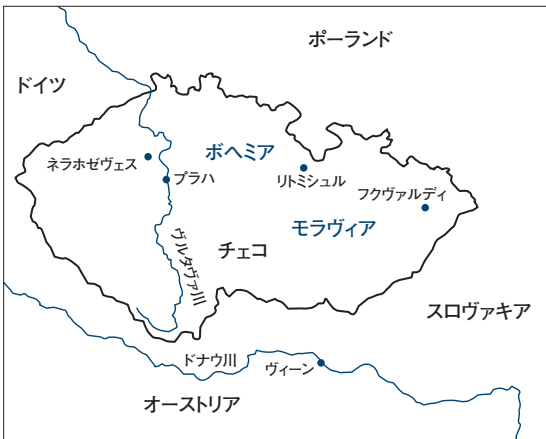 ポーランド
ドイツ
ボヘミア
ネラホゼヴェス
プラハ
リトミシュル
フクヴァルディ
モラヴィア
チェコ
ヴルタヴァ川
スロヴァキア
ドナウ川
ヴィーン
オーストリア